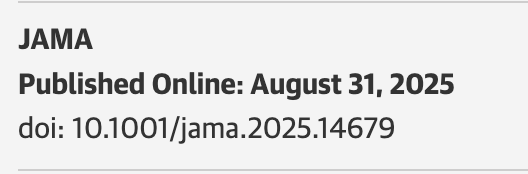 JAMA
Published Online: August 31, 2025
doi: 10.1001/jama.2025.14679